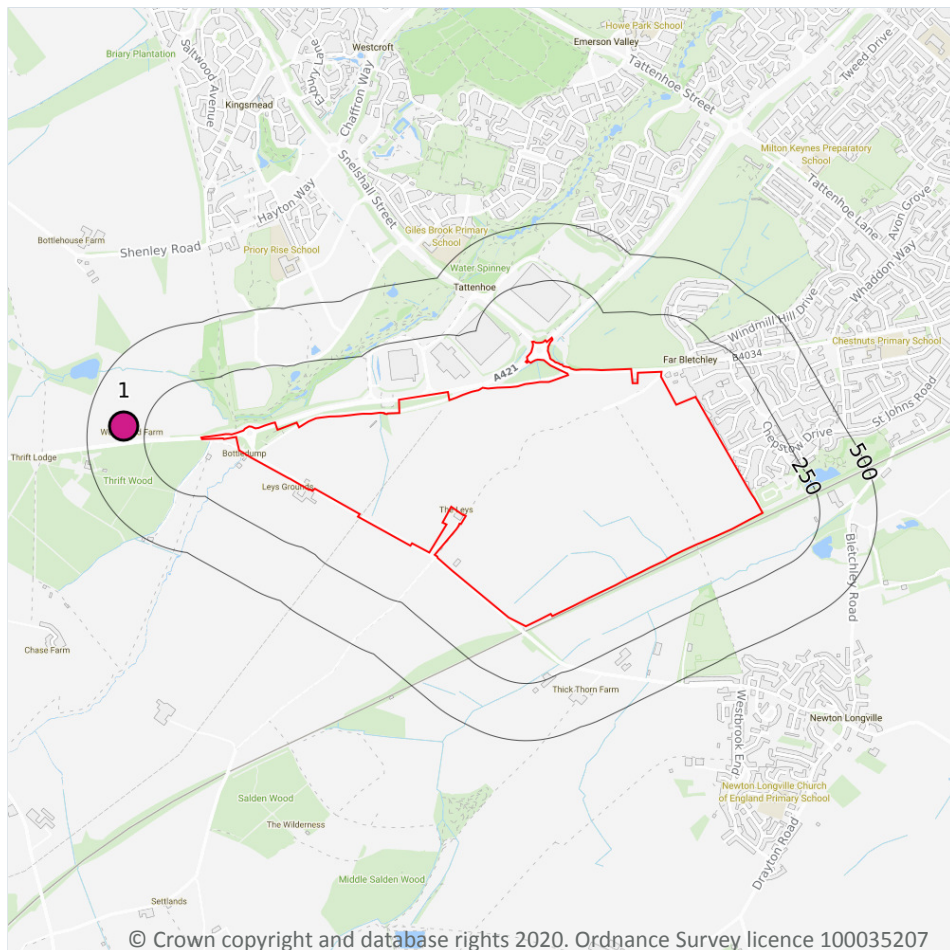 Howe Park School
Emerson Valley
Westcroft
Briary Plantation
Saltwood Avenue
Tweed Drive
Tattenhoe Street
Chaffron Way
Kingsmead
Milton Keynes Preparatory
School
Snelshall Street
Tattenhoe Lane
Avon Grove
Hayton Way
Giles Brook Primary
School
Bottlehouse Farm
Shenley Road
Priory Rise School
Whaddon Way
Water Spinney
Tattenhoe
Windmill Hill Drive
Chestnuts Primary School
B4034
Far Bletchley
A421
1
St Johns Road
Chepstow Drive
Farm
Thrift Lodge
Bottledump
Thrift Wood
250
500
Leys Grounds
The Leys
Bletchley Road
Chase Farm
Thick Thorn Farm
Westbrook End
Newton Longville
Newton Longville Church
of England Primary School
Salden Wood
The Wilderness
Drayton Road
Middle Salden Wood
Settlands
© Crown copyright and database rights 2020. Ordnance Survey licence 100035207